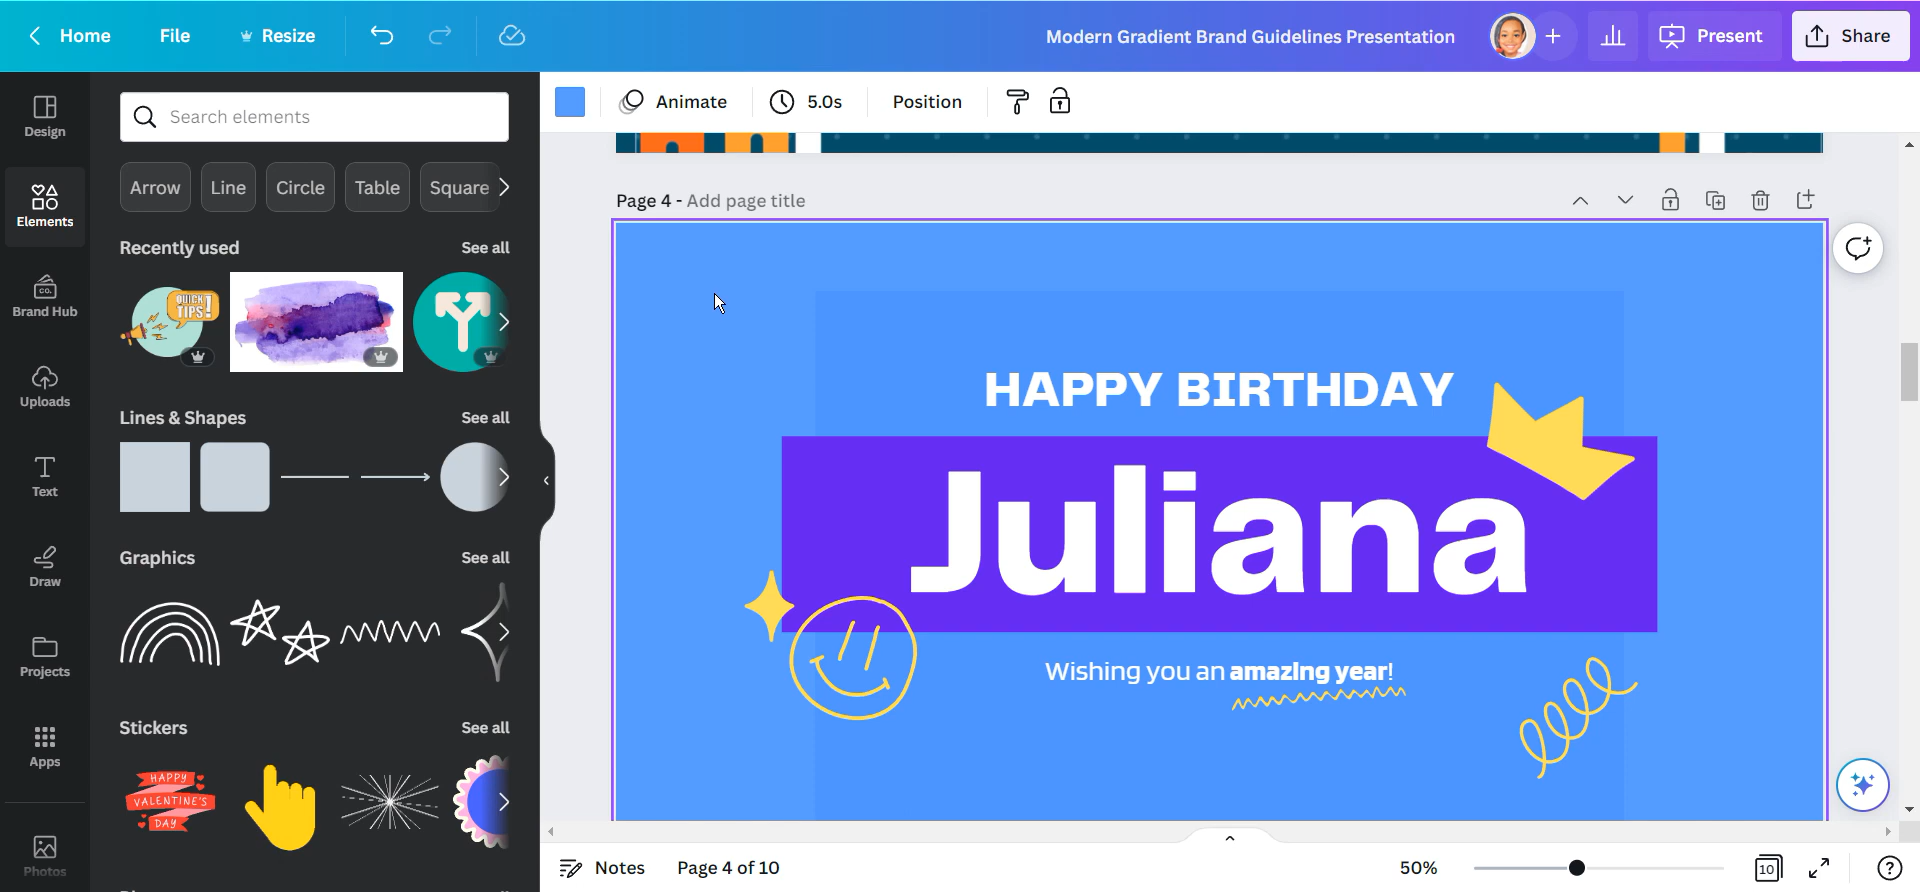 Home
File
Resize
Modern Gradient Brand Guidelines Presentation
Present
Share
Design
Elements
Brand Hub
CO.
Uploads
Text
Draw
Projects
Apps
Photos
Search elements
Arrow
Line
Circle
Table
Square
Recently used
See all
QUICK
TIPS!
Lines & Shapes
See all
Graphics
See all
Stickers
See all
HAPPY
VALENTINE'S
DAY
Animate
5.0s
Position
Page 4 - Add page title
HAPPY BIRTHDAY
Juliana
Wishing you an amazing year!
Notes
Page 4 of 10
50%
10
?